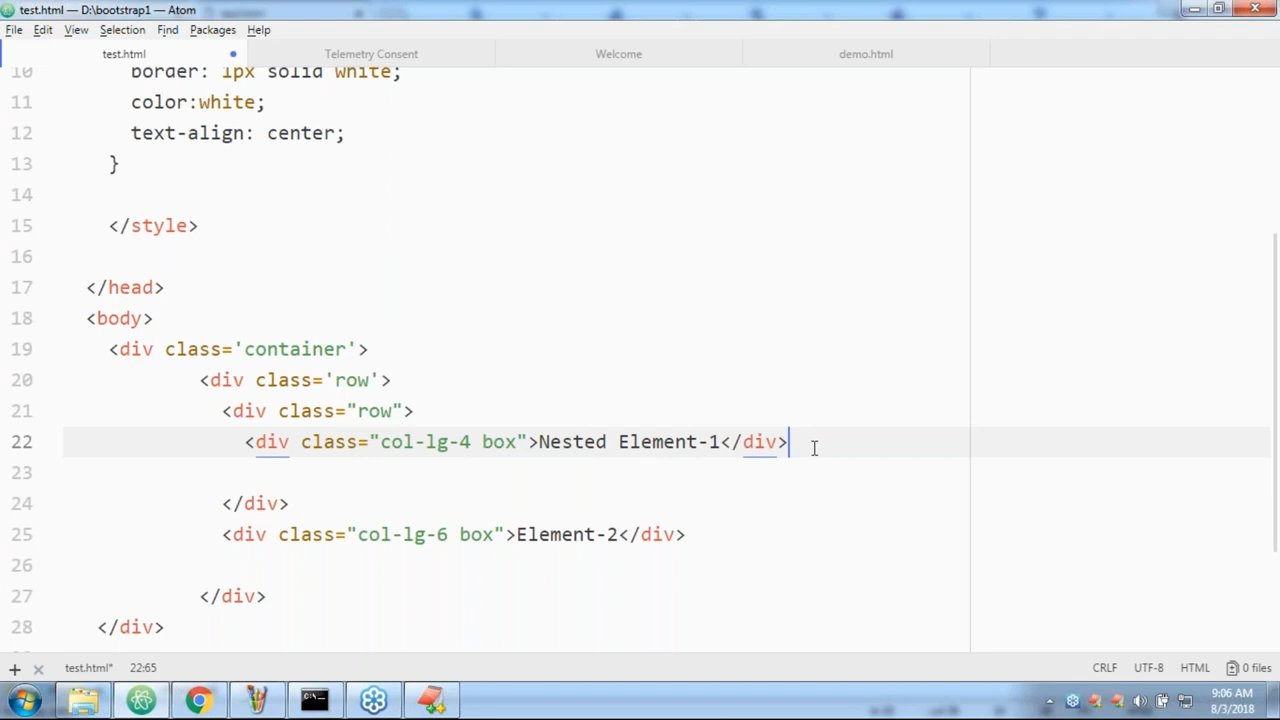 test.html — D:\bootstrap1 — Atom
File Edit View Selection Find Packages Help
test.html Telemetry Consent Welcome demo.html
10 border: 1px solid white;
11 color:white;
12 text-align: center;
13 }
14
15 </style>
16
17 </head>
18 <body>
19 <div class='container'>
20 <div class='row'>
21 <div class="row">
22 <div class="col-lg-4 box">Nested Element-1</div>
23
24 </div>
25 <div class="col-lg-6 box">Element-2</div>
26
27 </div>
28 </div>
test.html* 22:65 CRLF UTF-8 HTML 0 files
9:06 AM
8/3/2018